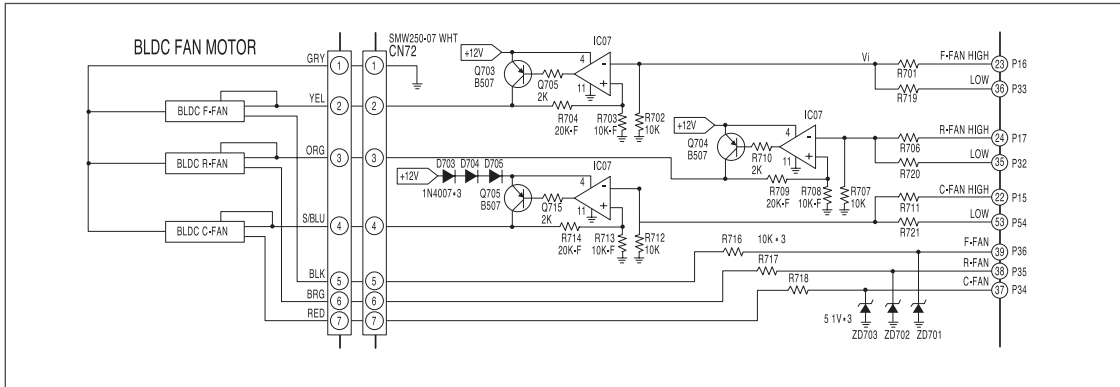 BLDC FAN MOTOR
SMW250-07 WHT
CN72
GRY
1
1
+12V
IC07
4
11
-
+
Q703
B507
Q705
2K
Vi
F-FAN HIGH
R701
23
P16
LOW
R719
36
P33
YEL
2
2
BLDC F-FAN
R704
20K-F
R703
10K-F
R702
10K
+12V
IC07
4
11
-
+
Q704
B507
R710
2K
R-FAN HIGH
R706
24
P17
LOW
R720
35
P32
ORG
3
3
BLDC R-FAN
D703
D704
D705
+12V
1N4007*3
IC07
4
11
-
+
Q705
B507
Q715
2K
R709
20K-F
R708
10K-F
R707
10K
C-FAN HIGH
R711
22
P15
LOW
R721
53
P54
S/BLU
4
4
BLDC C-FAN
R714
20K-F
R713
10K-F
R712
10K
R716
10K*3
F-FAN
39
P36
R717
R-FAN
38
P35
R718
C-FAN
37
P34
BLK
5
5
BRG
6
6
RED
7
7
5 1V*3
ZD703
ZD702
ZD701